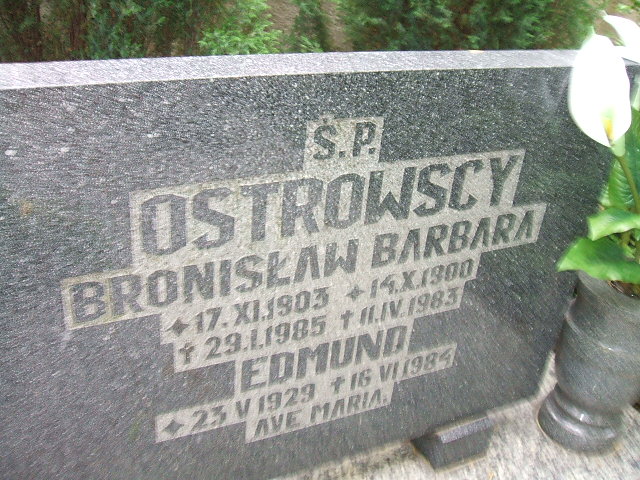 Ś.P.
OSTROWSCY
BRONISŁAW BARBARA
✦17.XI.1903 ✦14.X.1900
†29.I.1985 †11.IV.1983
EDMUND
✦23.V 1929 †16 VI.1984
AVE MARIA.